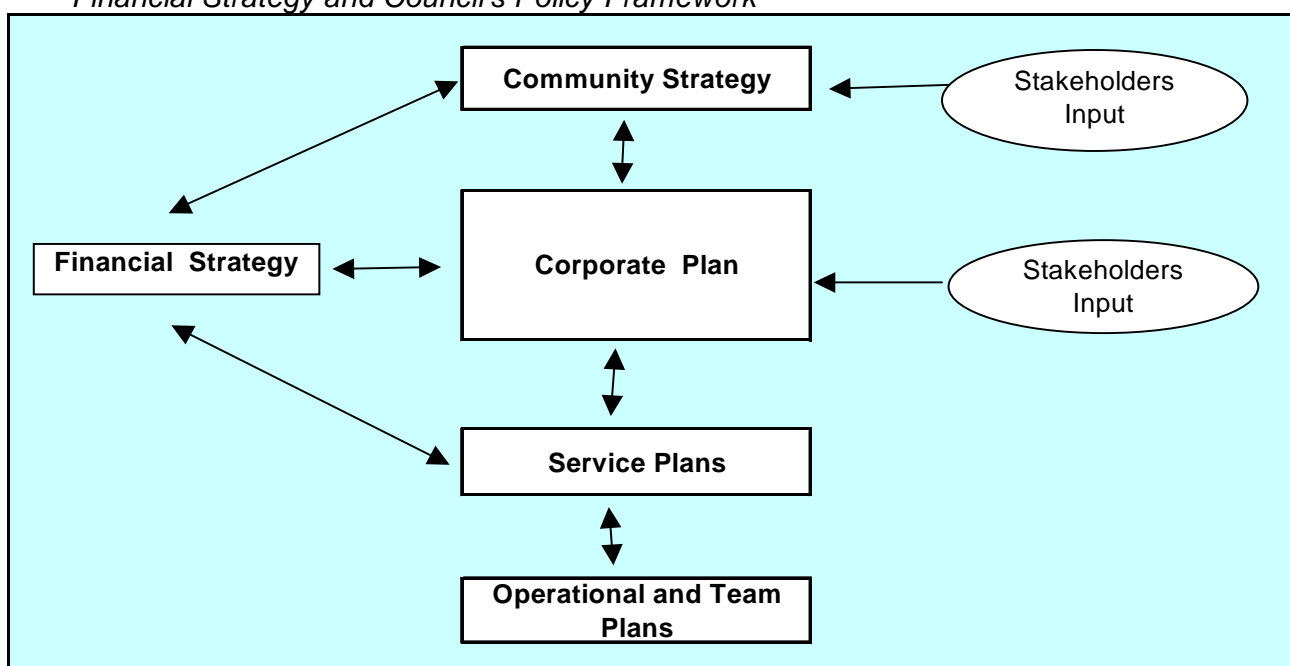 Financial Strategy and Council's Policy Framework
Community Strategy
Stakeholders
Input
Financial Strategy
Corporate Plan
Stakeholders
Input
Service Plans
Operational and Team
Plans